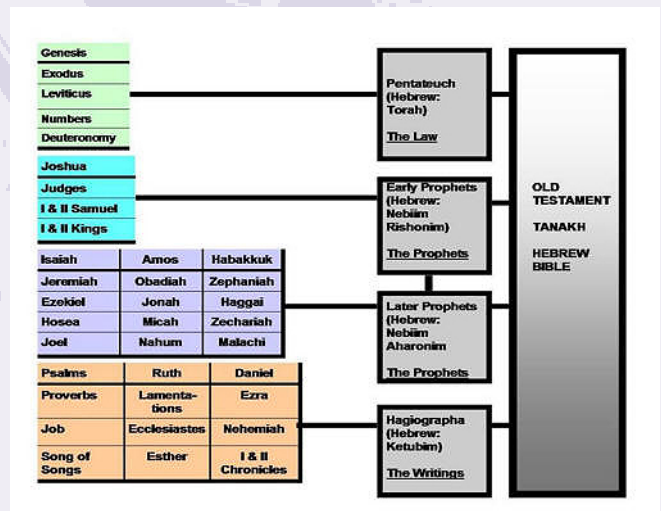 Genesis
Exodus
Leviticus
Numbers
Deuteronomy
Pentateuch
(Hebrew:
Torah)
The Law
Joshua
Judges
I & II Samuel
I & II Kings
Early Prophets
(Hebrew:
Nebiim
Rishonim)
The Prophets
Isaiah Amos Habakkuk
Jeremiah Obadiah Zephaniah
Ezekiel Jonah Haggai
Hosea Micah Zechariah
Joel Nahum Malachi
Later Prophets
(Hebrew:
Nebiim
Aharonim
The Prophets
Psalms Ruth Daniel
Proverbs Lamenta-
tions Ezra
Job Ecclesiastes Nehemiah
Song of
Songs Esther I & II
Chronicles
Hagiographa
(Hebrew:
Ketubim)
The Writings
OLD
TESTAMENT
TANAKH
HEBREW
BIBLE